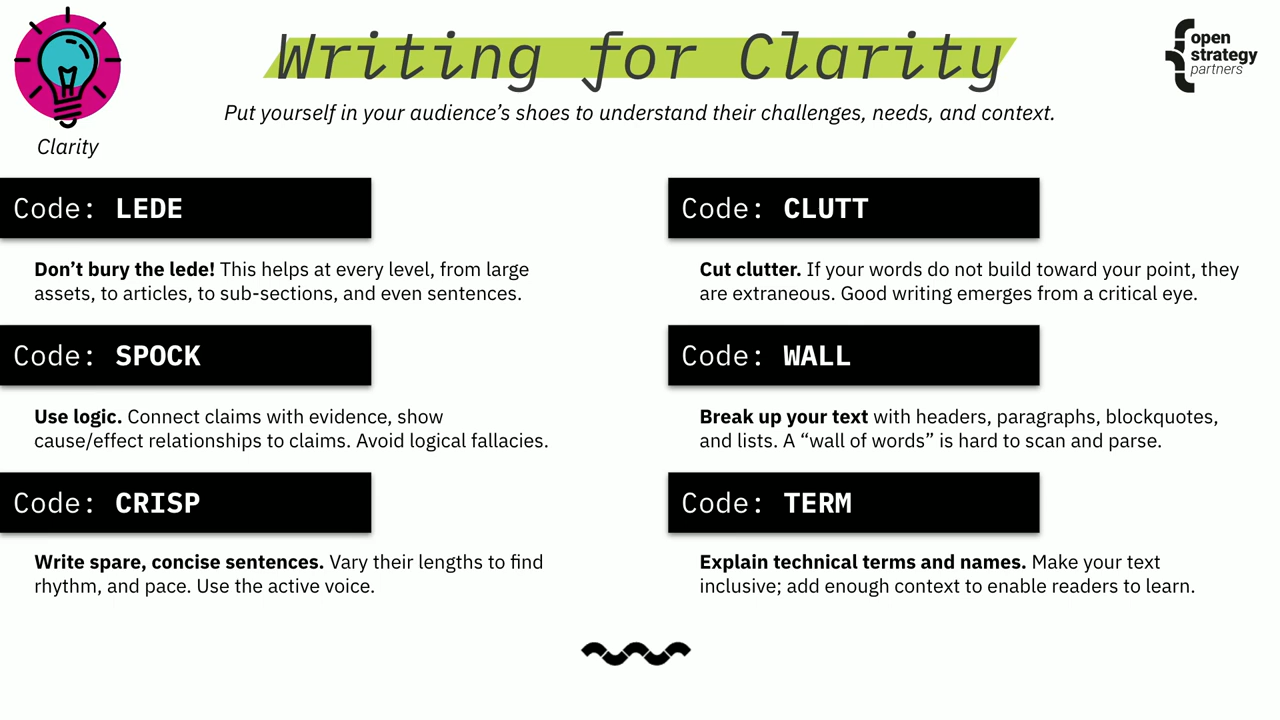 Writing for Clarity
open
strategy
partners
Put yourself in your audience’s shoes to understand their challenges, needs, and context.
Clarity
Code: LEDE
Don’t bury the lede! This helps at every level, from large
assets, to articles, to sub-sections, and even sentences.
Code: SPOCK
Use logic. Connect claims with evidence, show
cause/effect relationships to claims. Avoid logical fallacies.
Code: CRISP
Write spare, concise sentences. Vary their lengths to find
rhythm, and pace. Use the active voice.
Code: CLUTT
Cut clutter. If your words do not build toward your point, they
are extraneous. Good writing emerges from a critical eye.
Code: WALL
Break up your text with headers, paragraphs, blockquotes,
and lists. A “wall of words” is hard to scan and parse.
Code: TERM
Explain technical terms and names. Make your text
inclusive; add enough context to enable readers to learn.